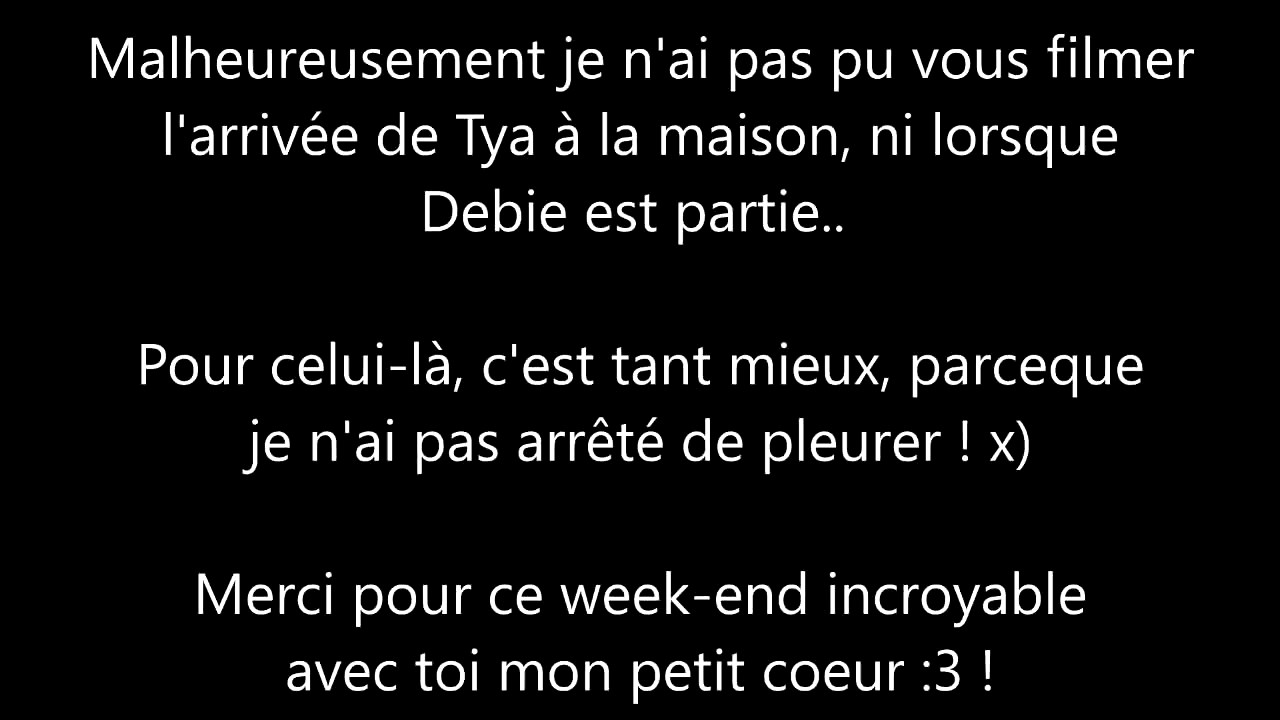 Malheureusement je n'ai pas pu vous filmer
l'arrivée de Tya à la maison, ni lorsque
Debie est partie..
Pour celui-là, c'est tant mieux, parceque
je n'ai pas arrêté de pleurer ! x)
Merci pour ce week-end incroyable
avec toi mon petit coeur :3 !